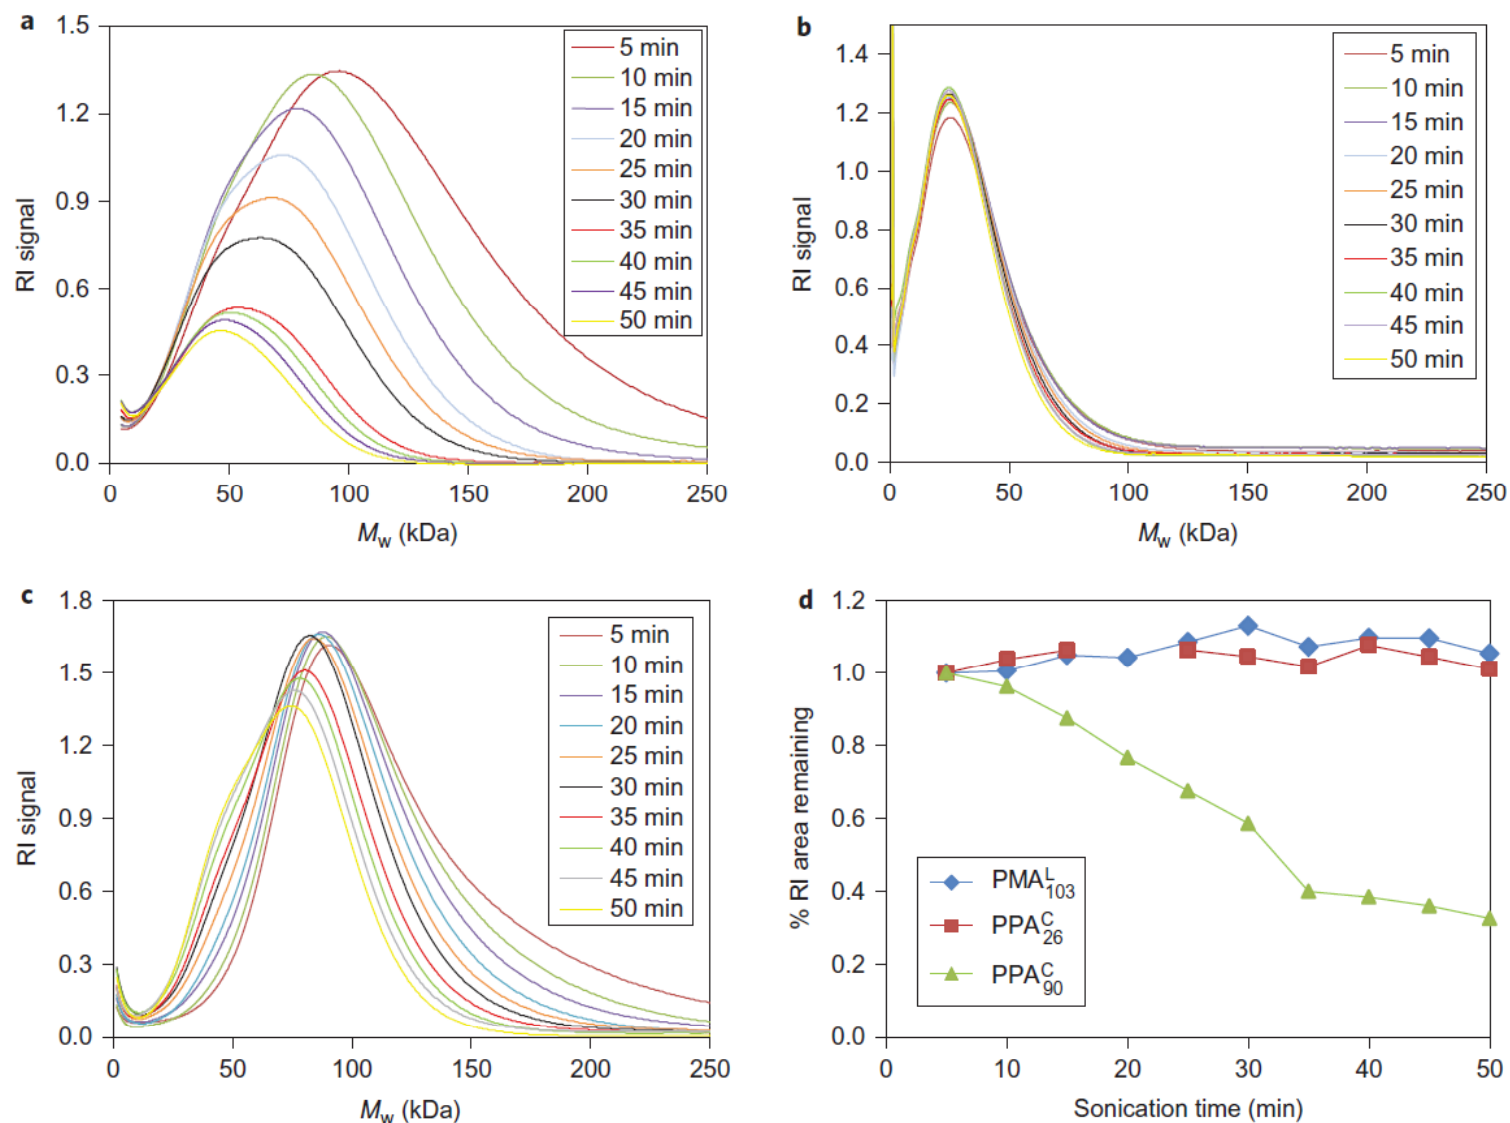 a
1.5
1.2
0.9
0.6
0.3
0.0
RI signal
0 50 100 150 200 250
Mw (kDa)
5 min
10 min
15 min
20 min
25 min
30 min
35 min
40 min
45 min
50 min
b
1.4
1.2
1.0
0.8
0.6
0.4
0.2
0.0
RI signal
0 50 100 150 200 250
Mw (kDa)
5 min
10 min
15 min
20 min
25 min
30 min
35 min
40 min
45 min
50 min
c
1.8
1.5
1.2
0.9
0.6
0.3
0.0
RI signal
0 50 100 150 200 250
Mw (kDa)
5 min
10 min
15 min
20 min
25 min
30 min
35 min
40 min
45 min
50 min
d
1.2
1.0
0.8
0.6
0.4
0.2
0.0
% RI area remaining
0 10 20 30 40 50
Sonication time (min)
PMA^L_103
PPA^C_26
PPA^C_90